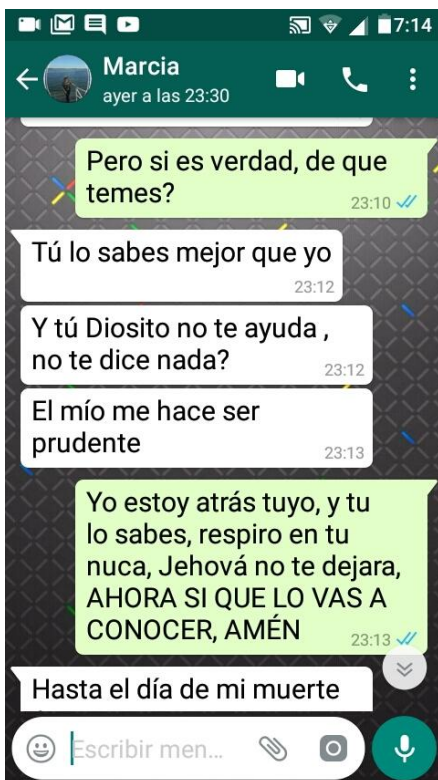 7:14
Marcia
ayer a las 23:30
Pero si es verdad, de que
temes?
23:10
Tú lo sabes mejor que yo
23:12
Y tú Diosito no te ayuda ,
no te dice nada?
23:12
El mío me hace ser
prudente
23:13
Yo estoy atrás tuyo, y tu
lo sabes, respiro en tu
nuca, Jehová no te dejara,
AHORA SI QUE LO VAS A
CONOCER, AMÉN
23:13
Hasta el día de mi muerte
Escribir men...